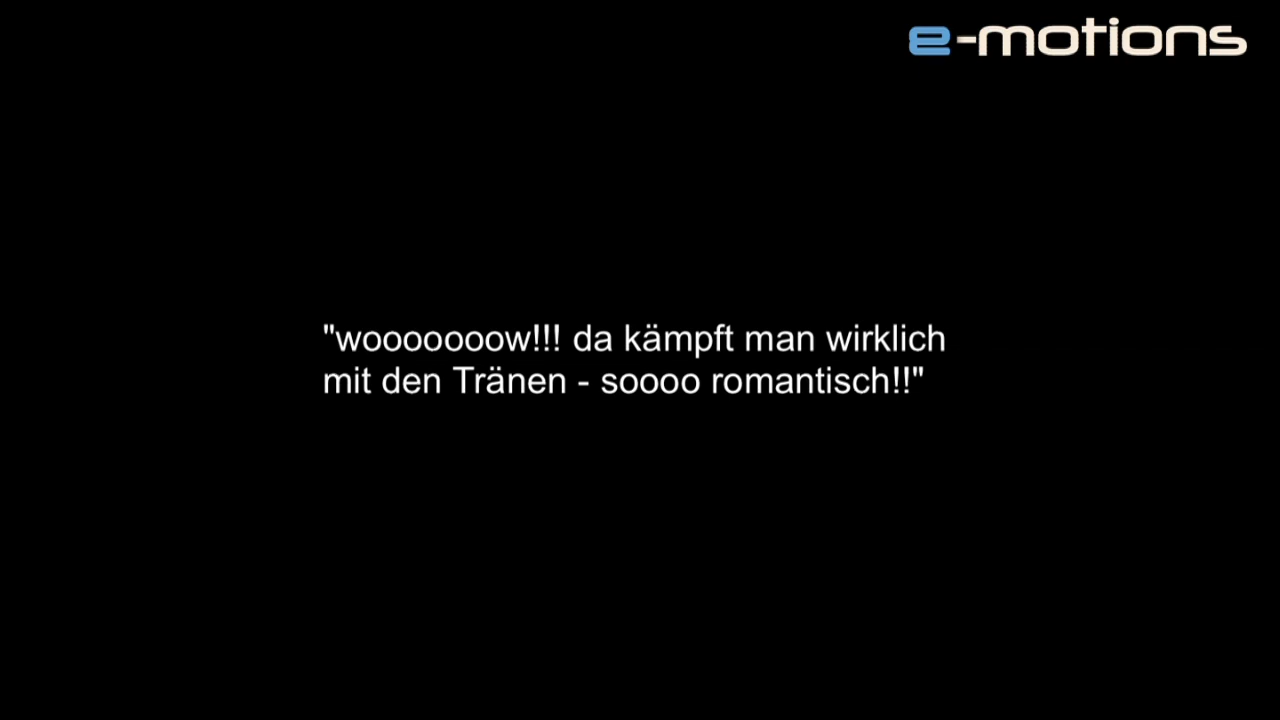 e-motions
"wooooooow!!! da kämpft man wirklich
mit den Tränen - soooo romantisch!!"